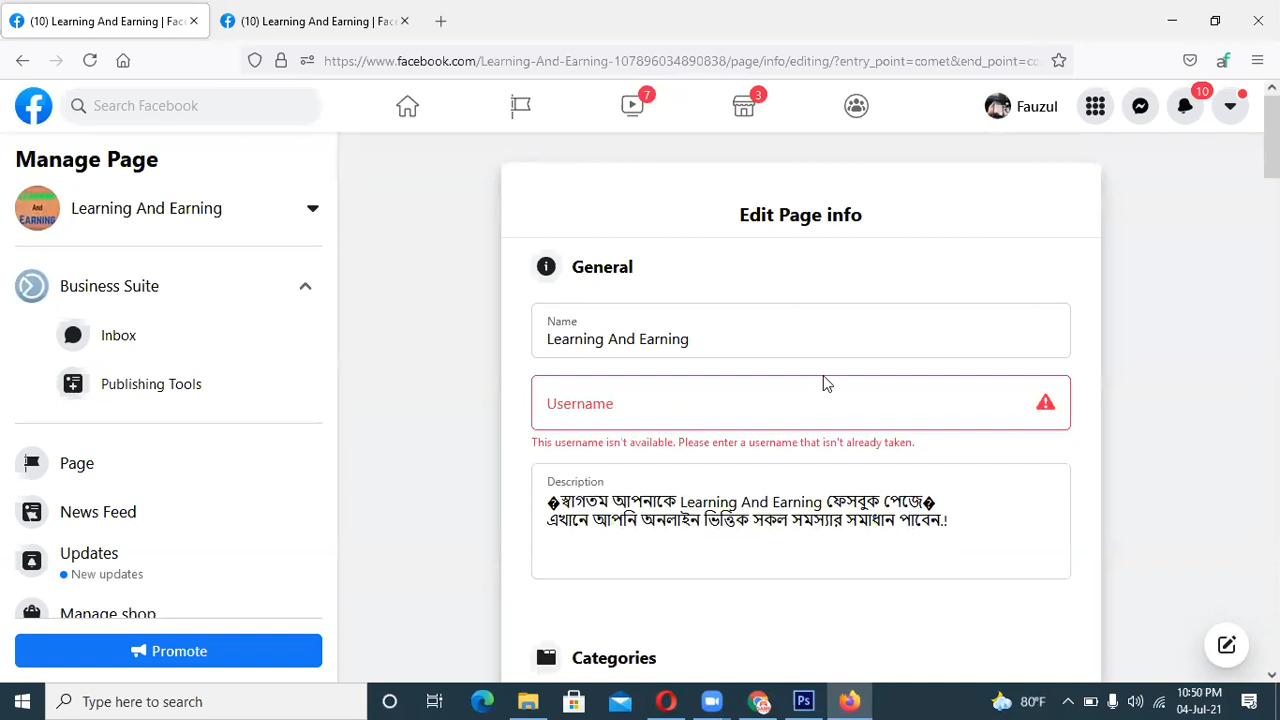 (10) Learning And Earning | Fac
(10) Learning And Earning | Fac
https://www.facebook.com/Learning-And-Earning-107896034890838/page/info/editing/?entry_point=comet&end_point=co
Search Facebook
7
3
Fauzul
10
Manage Page
Learning And Earning
And
EARNING
Business Suite
Inbox
Publishing Tools
Page
News Feed
Updates
New updates
Manage shop
Promote
Edit Page info
General
Name
Learning And Earning
Username
This username isn't available. Please enter a username that isn't already taken.
Description
�স্বাগতম আপনাকে Learning And Earning ফেসবুক পেজে�
এখানে আপনি অনলাইন ভিত্তিক সকল সমস্যার সমাধান পাবেন.!
Categories
Type here to search
Ps
80°F
10:50 PM
04-Jul-21